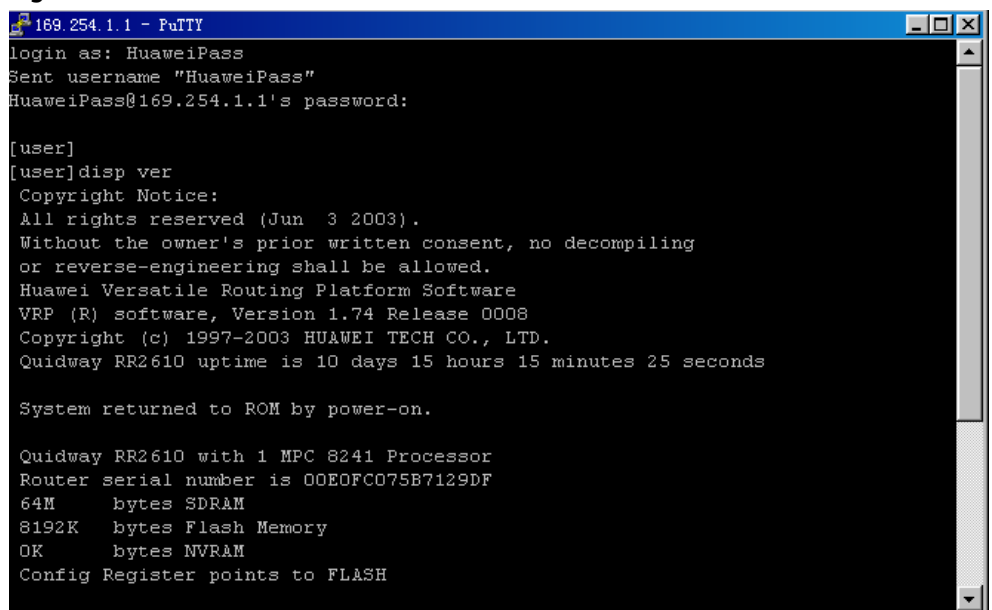 169.254.1.1 - PuTTY
login as: HuaweiPass
Sent username "HuaweiPass"
HuaweiPass@169.254.1.1's password:
[user]
[user]disp ver
Copyright Notice:
All rights reserved (Jun  3 2003).
Without the owner's prior written consent, no decompiling
or reverse-engineering shall be allowed.
Huawei Versatile Routing Platform Software
VRP (R) software, Version 1.74 Release 0008
Copyright (c) 1997-2003 HUAWEI TECH CO., LTD.
Quidway RR2610 uptime is 10 days 15 hours 15 minutes 25 seconds
System returned to ROM by power-on.
Quidway RR2610 with 1 MPC 8241 Processor
Router serial number is 00E0FC075B7129DF
64M     bytes SDRAM
8192K   bytes Flash Memory
0K      bytes NVRAM
Config Register points to FLASH